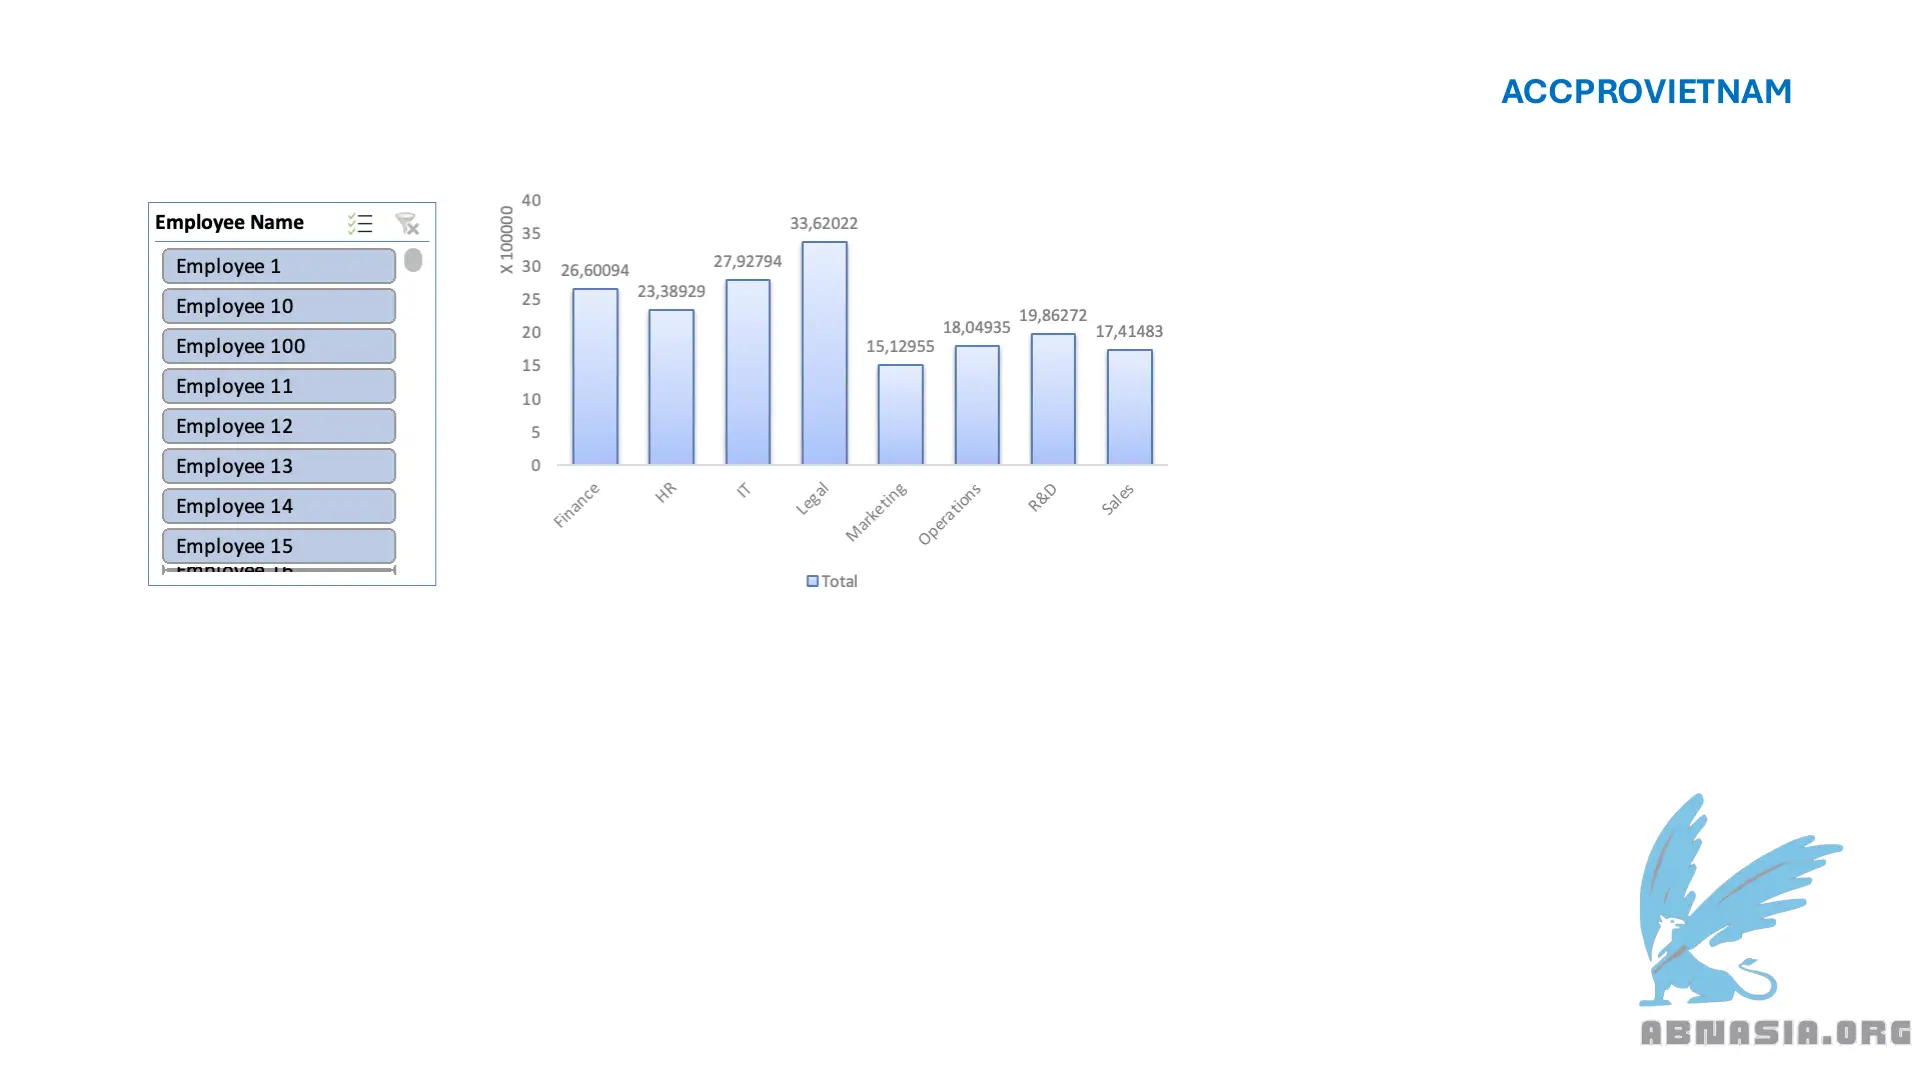 ACCPROVIETNAM
Employee Name
Employee 1
Employee 10
Employee 100
Employee 11
Employee 12
Employee 13
Employee 14
Employee 15
Employee 16
X 100000
40
35
30
25
20
15
10
5
0
26,60094
23,38929
27,92794
33,62022
15,12955
18,04935
19,86272
17,41483
Finance
HR
IT
Legal
Marketing
Operations
R&D
Sales
Total
ABNASIA.ORG